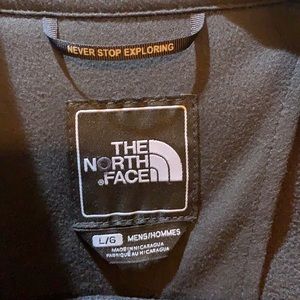 NEVER STOP EXPLORING
THE
NORTH
FACE
L/G MENS/HOMMES
MADE IN NICARAGUA
FABRIQUÉ AU NICARAGUA